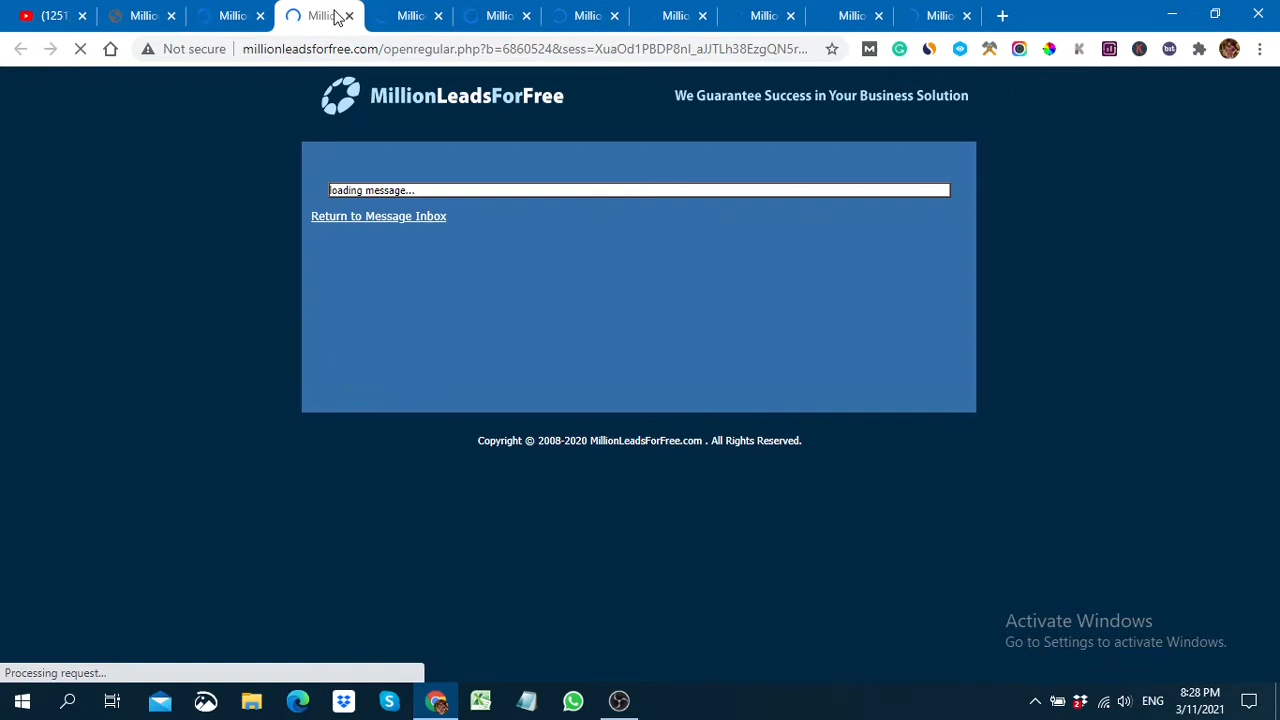 (1251
Millio
Millio
Millio
Millio
Millio
Millio
Millio
Millio
Millio
Millio
Not secure
millionleadsforfree.com/openregular.php?b=6860524&sess=XuaOd1PBDP8nl_aJJTLh38EzgQN5r...
MillionLeadsForFree
We Guarantee Success in Your Business Solution
loading message...
Return to Message Inbox
Copyright © 2008-2020 MillionLeadsForFree.com . All Rights Reserved.
Activate Windows
Go to Settings to activate Windows.
Processing request...
ENG
8:28 PM
3/11/2021